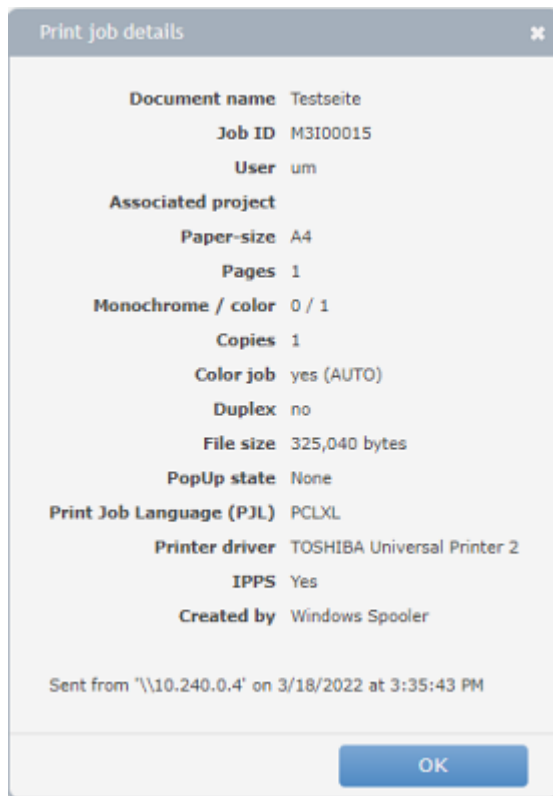 Print job details
Document name Testseite
Job ID M3I00015
User um
Associated project
Paper-size A4
Pages 1
Monochrome / color 0 / 1
Copies 1
Color job yes (AUTO)
Duplex no
File size 325,040 bytes
PopUp state None
Print Job Language (PJL) PCLXL
Printer driver TOSHIBA Universal Printer 2
IPPS Yes
Created by Windows Spooler
Sent from '\\10.240.0.4' on 3/18/2022 at 3:35:43 PM
OK